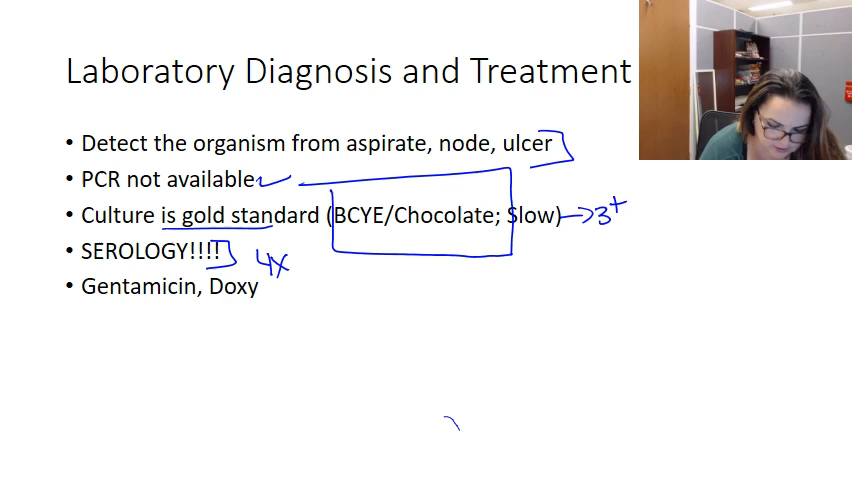 Laboratory Diagnosis and Treatment
• Detect the organism from aspirate, node, ulcer
• PCR not available
• Culture is gold standard (BCYE/Chocolate; Slow) → 3+
• SEROLOGY!!!! 4X
• Gentamicin, Doxy